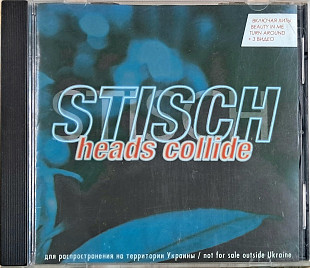 ВКЛЮЧАЯ ХИТЫ
BEAUTY IN ME
TURN AROUND
+ 3 ВИДЕО
STISCH
heads collide
для распространения на территории Украины / not for sale outside Ukraine